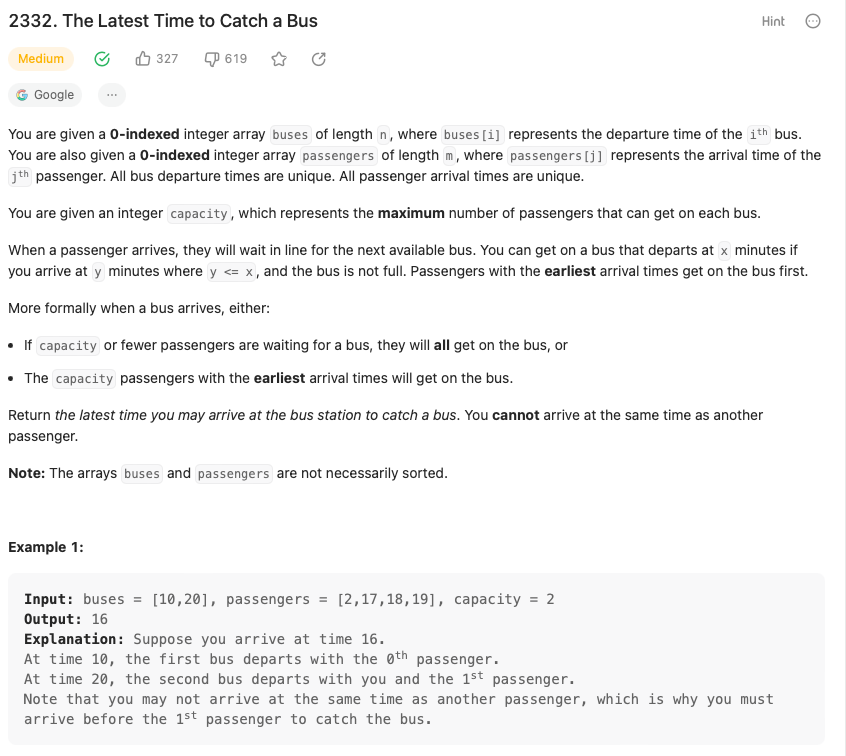 2332. The Latest Time to Catch a Bus
Hint
Medium
327
619
Google
...
You are given a 0-indexed integer array buses of length n, where buses[i] represents the departure time of the ith bus.
You are also given a 0-indexed integer array passengers of length m, where passengers[j] represents the arrival time of the
jth passenger. All bus departure times are unique. All passenger arrival times are unique.
You are given an integer capacity, which represents the maximum number of passengers that can get on each bus.
When a passenger arrives, they will wait in line for the next available bus. You can get on a bus that departs at x minutes if
you arrive at y minutes where y <= x, and the bus is not full. Passengers with the earliest arrival times get on the bus first.
More formally when a bus arrives, either:
• If capacity or fewer passengers are waiting for a bus, they will all get on the bus, or
• The capacity passengers with the earliest arrival times will get on the bus.
Return the latest time you may arrive at the bus station to catch a bus. You cannot arrive at the same time as another
passenger.
Note: The arrays buses and passengers are not necessarily sorted.
Example 1:
Input: buses = [10,20], passengers = [2,17,18,19], capacity = 2
Output: 16
Explanation: Suppose you arrive at time 16.
At time 10, the first bus departs with the 0th passenger.
At time 20, the second bus departs with you and the 1st passenger.
Note that you may not arrive at the same time as another passenger, which is why you must
arrive before the 1st passenger to catch the bus.